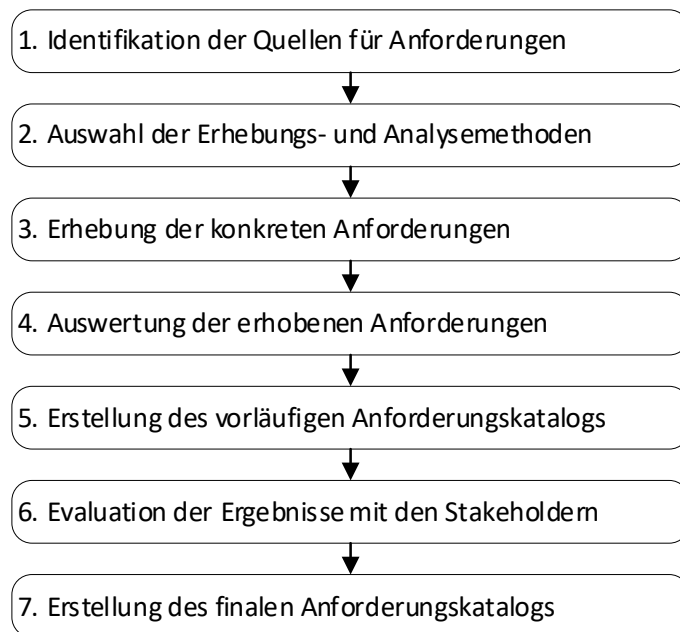 1. Identifikation der Quellen für Anforderungen
2. Auswahl der Erhebungs- und Analysemethoden
3. Erhebung der konkreten Anforderungen
4. Auswertung der erhobenen Anforderungen
5. Erstellung des vorläufigen Anforderungskatalogs
6. Evaluation der Ergebnisse mit den Stakeholdern
7. Erstellung des finalen Anforderungskatalogs